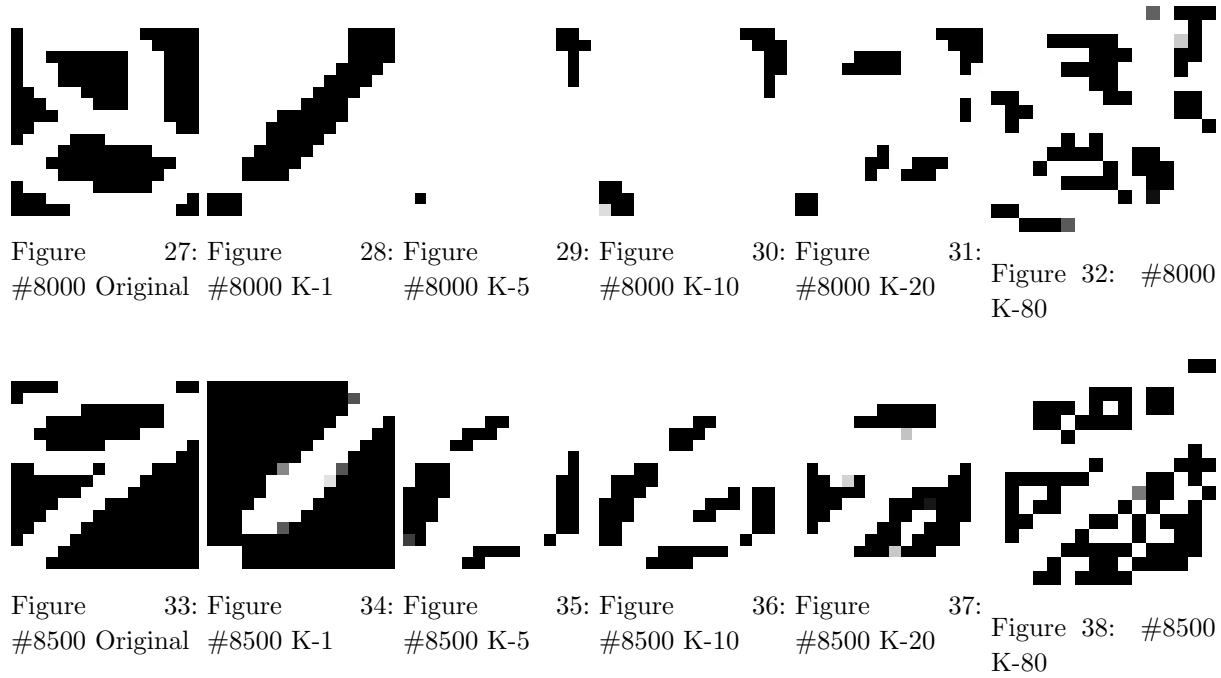 Figure 27:
#8000 Original
Figure 28:
#8000 K-1
Figure 29:
#8000 K-5
Figure 30:
#8000 K-10
Figure 31:
#8000 K-20
Figure 32: #8000
K-80
Figure 33:
#8500 Original
Figure 34:
#8500 K-1
Figure 35:
#8500 K-5
Figure 36:
#8500 K-10
Figure 37:
#8500 K-20
Figure 38: #8500
K-80